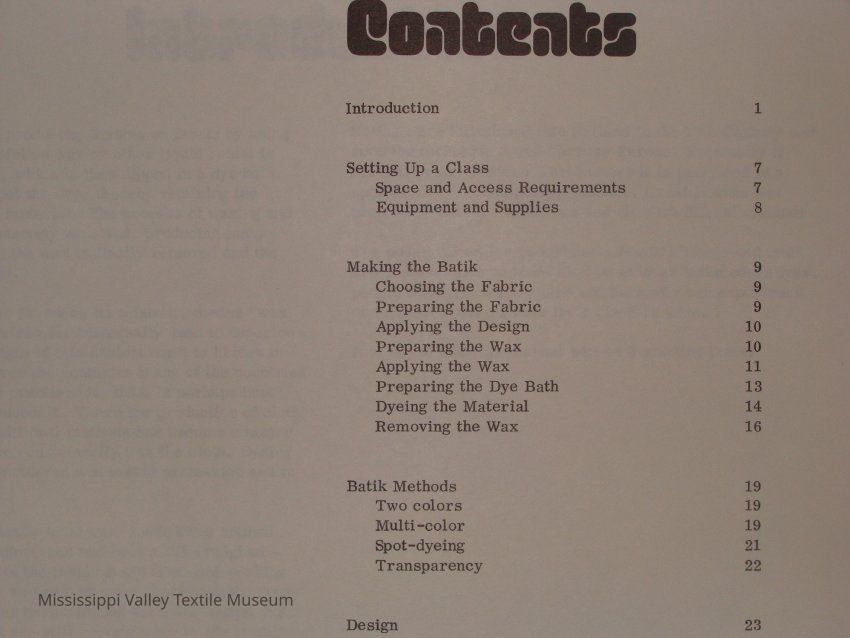 Contents
Introduction 1
Setting Up a Class 7
Space and Access Requirements 7
Equipment and Supplies 8
Making the Batik 9
Choosing the Fabric 9
Preparing the Fabric 9
Applying the Design 10
Preparing the Wax 10
Applying the Wax 11
Preparing the Dye Bath 13
Dyeing the Material 14
Removing the Wax 16
Batik Methods 19
Two colors 19
Multi-color 19
Spot-dyeing 21
Transparency 22
Mississippi Valley Textile Museum
Design 23